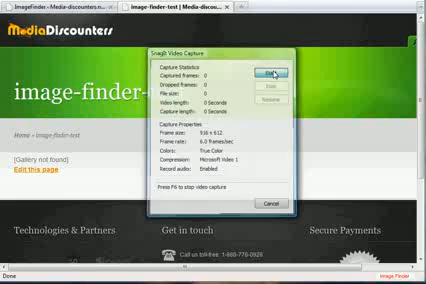 ImageFinder - Media-discounters.n...
image-finder-test | Media-discou...
MediaDiscounters
SnagIt Video Capture
Capture Statistics
Captured frames: 0
Dropped frames: 0
File size: 0
Video length: 0 Seconds
Capture length: 0 Seconds
Start
Stop
Resume
Capture Properties
Frame size: 936 x 612
Frame rate: 6.0 frames/sec
Colors: True Color
Compression: Microsoft Video 1
Record audio: Enabled
Press F6 to stop video capture
Cancel
image-finder-
Home » image-finder-test
[Gallery not found]
Edit this page
Technologies & Partners
Get in touch
Secure Payments
Call us toll-free: 1-888-776-0926
Done
Image Finder